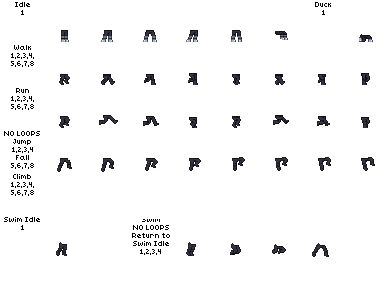 Idle
1
Duck
1
Walk
1,2,3,4,
5,6,7,8
Run
1,2,3,4,
5,6,7,8
NO LOOPS
Jump
1,2,3,4
Fall
5,6,7,8
Climb
1,2,3,4,
5,6,7,8
Swim Idle
1
Swim
NO LOOPS
Return to
Swim Idle
1,2,3,4